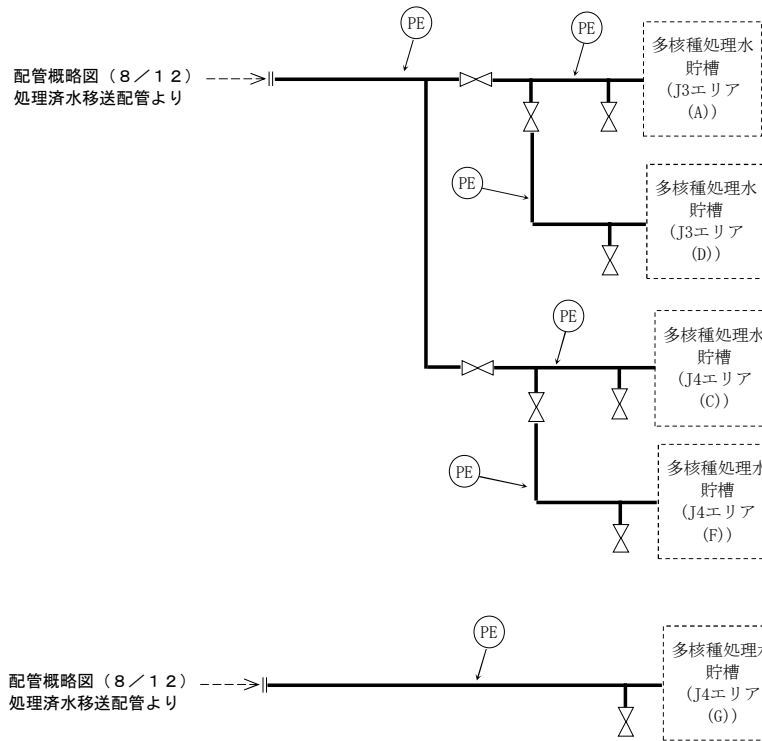 PE
PE
配管概略図（８／１２）
処理済水移送配管より
多核種処理水
貯槽
(J3エリア
(A))
PE
多核種処理水
貯槽
(J3エリア
(D))
PE
多核種処理水
貯槽
(J4エリア
(C))
PE
多核種処理水
貯槽
(J4エリア
(F))
PE
配管概略図（８／１２）
処理済水移送配管より
多核種処理水
貯槽
(J4エリア
(G))